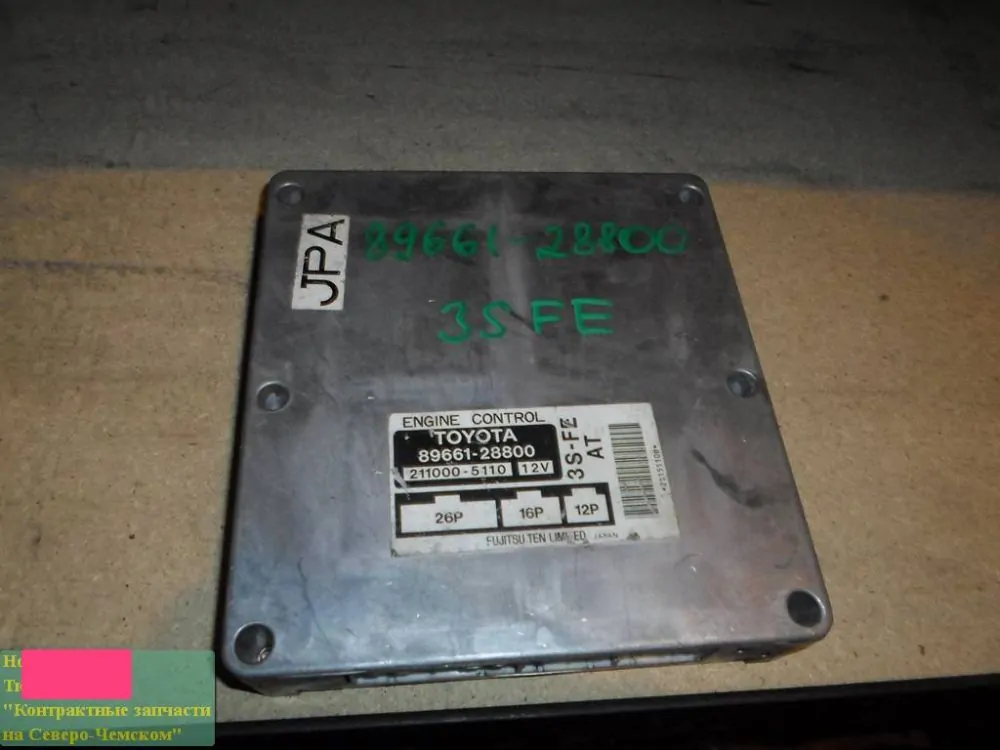 JPA
89661-28800
3S FE
ENGINE CONTROL
TOYOTA
89661-28800
211000-5110 12V
3S-FE
AT
26P 16P 12P
FUJITSU TEN LIMITED JAPAN
"Контрактные запчасти
на Северо-Чемском"